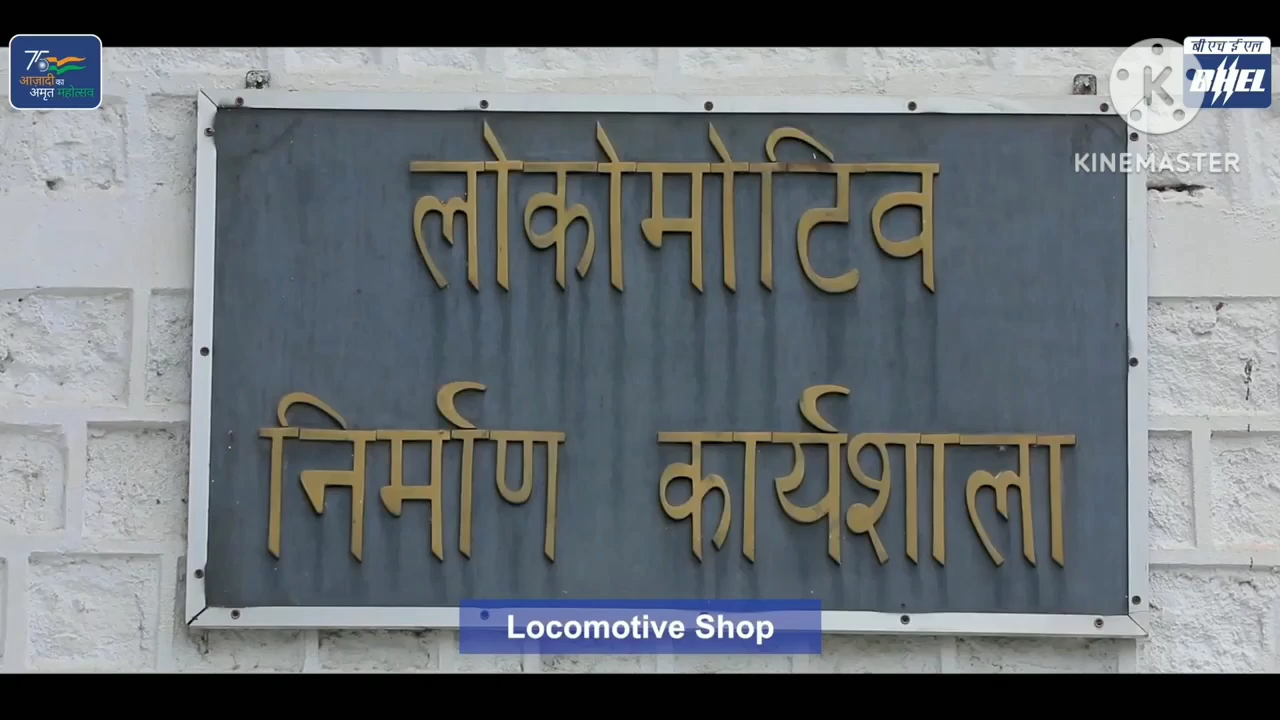 75
आज़ादी का
अमृत महोत्सव
बी एच ई एल
BHEL
K
KINEMASTER
लोकोमोटिव
निर्माण कार्यशाला
Locomotive Shop